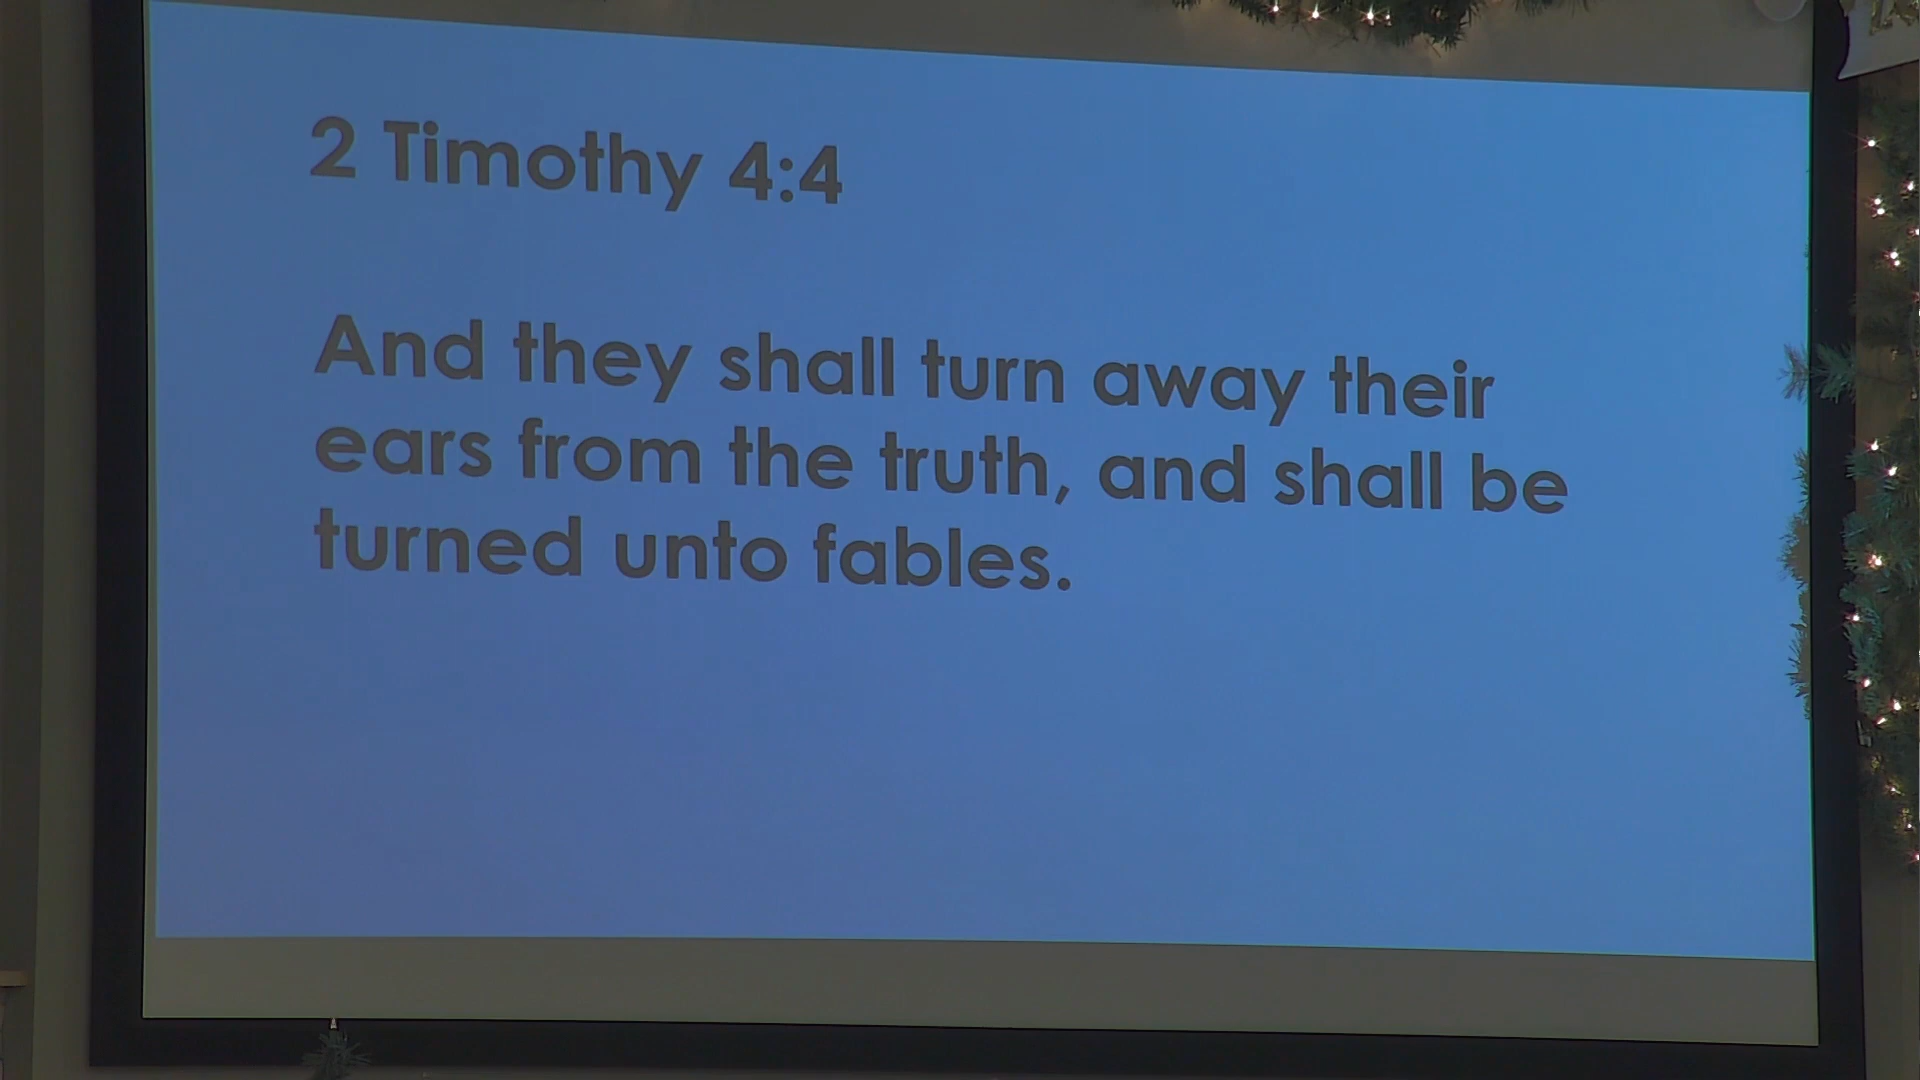 2 Timothy 4:4
And they shall turn away their
ears from the truth, and shall be
turned unto fables.